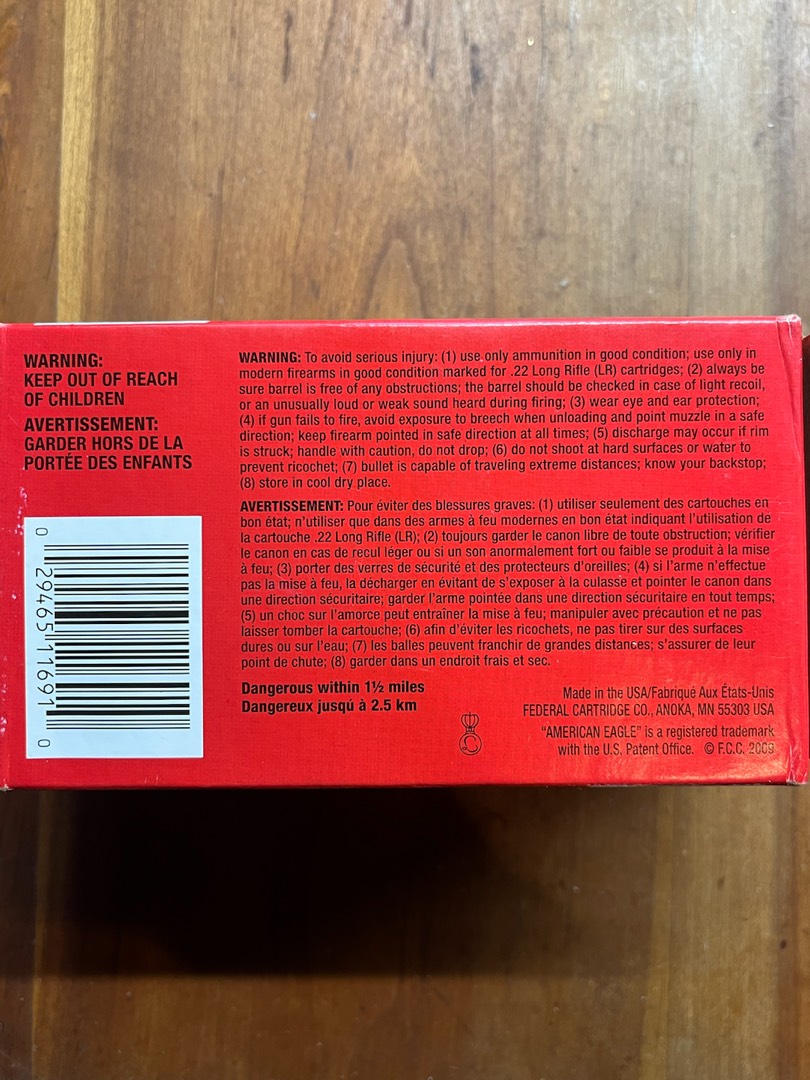 WARNING:
KEEP OUT OF REACH
OF CHILDREN
AVERTISSEMENT:
GARDER HORS DE LA
PORTÉE DES ENFANTS
0 29465 11691 0
WARNING: To avoid serious injury: (1) use only ammunition in good condition; use only in
modern firearms in good condition marked for .22 Long Rifle (LR) cartridges; (2) always be
sure barrel is free of any obstructions; the barrel should be checked in case of light recoil,
or an unusually loud or weak sound heard during firing; (3) wear eye and ear protection;
(4) if gun fails to fire, avoid exposure to breech when unloading and point muzzle in a safe
direction; keep firearm pointed in safe direction at all times; (5) discharge may occur if rim
is struck; handle with caution, do not drop; (6) do not shoot at hard surfaces or water to
prevent ricochet; (7) bullet is capable of traveling extreme distances; know your backstop;
(8) store in cool dry place.
AVERTISSEMENT: Pour éviter des blessures graves: (1) utiliser seulement des cartouches en
bon état; n'utiliser que dans des armes à feu modernes en bon état indiquant l'utilisation de
la cartouche .22 Long Rifle (LR); (2) toujours garder le canon libre de toute obstruction; vérifier
le canon en cas de recul léger ou si un son anormalement fort ou faible se produit à la mise
à feu; (3) porter des verres de sécurité et des protecteurs d'oreilles; (4) si l'arme n'effectue
pas la mise à feu, la décharger en évitant de s'exposer à la culasse et pointer le canon dans
une direction sécuritaire; garder l'arme pointée dans une direction sécuritaire en tout temps;
(5) un choc sur l'amorce peut entraîner la mise à feu; manipuler avec précaution et ne pas
laisser tomber la cartouche; (6) afin d'éviter les ricochets, ne pas tirer sur des surfaces
dures ou sur l'eau; (7) les balles peuvent franchir de grandes distances; s'assurer de leur
point de chute; (8) garder dans un endroit frais et sec.
Dangerous within 1½ miles
Dangereux jusqú à 2.5 km
Made in the USA/Fabriqué Aux États-Unis
FEDERAL CARTRIDGE CO., ANOKA, MN 55303 USA
"AMERICAN EAGLE" is a registered trademark
with the U.S. Patent Office. © F.C.C. 2009